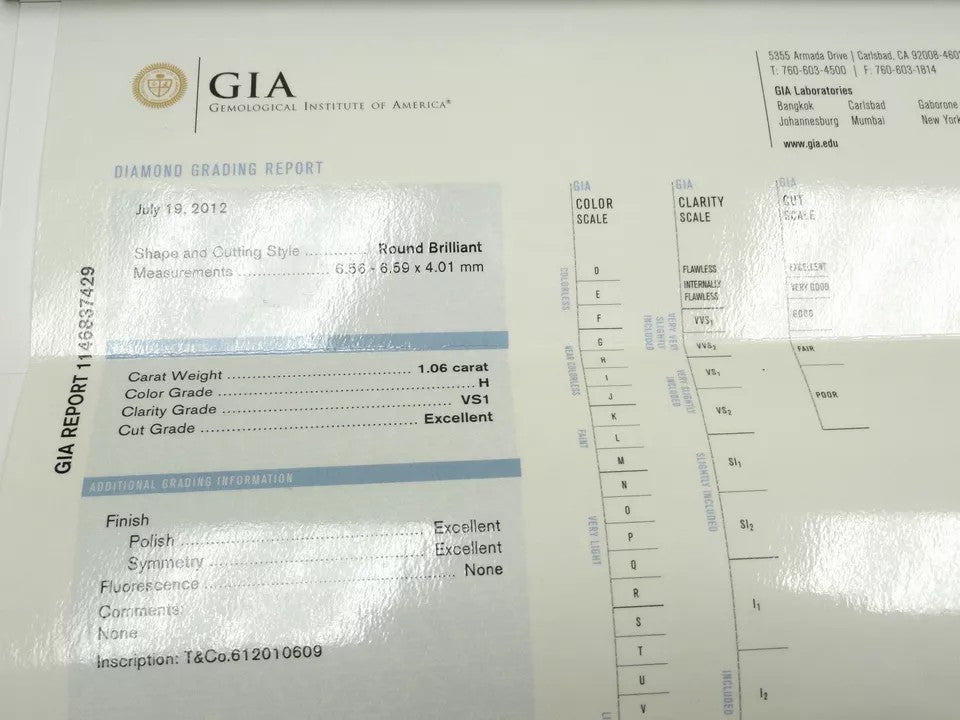 GIA
GEMOLOGICAL INSTITUTE OF AMERICA®
5355 Armada Drive | Carlsbad, CA 92008-460
T: 760-603-4500 | F: 760-603-1814
GIA Laboratories
Bangkok Carlsbad Gaborone
Johannesburg Mumbai New York
www.gia.edu
DIAMOND GRADING REPORT
July 19, 2012
Shape and Cutting Style Round Brilliant
Measurements 6.56 - 6.59 x 4.01 mm
GIA REPORT 1146837429
Carat Weight 1.06 carat
Color Grade H
Clarity Grade VS1
Cut Grade Excellent
ADDITIONAL GRADING INFORMATION
Finish
Polish Excellent
Symmetry Excellent
Fluorescence None
Comments:
None
Inscription: T&Co.612010609
GIA
COLOR
SCALE
COLORLESS
D
E
F
NEAR COLORLESS
G
H
I
J
FAINT
K
L
M
VERY LIGHT
N
O
P
Q
R
S
T
U
V
GIA
CLARITY
SCALE
FLAWLESS
INTERNALLY
FLAWLESS
VERY VERY
SLIGHTLY
INCLUDED
VVS1
VVS2
VERY SLIGHTLY
INCLUDED
VS1
VS2
SLIGHTLY INCLUDED
SI1
SI2
INCLUDED
I1
I2
GIA
CUT
SCALE
EXCELLENT
VERY GOOD
GOOD
FAIR
POOR